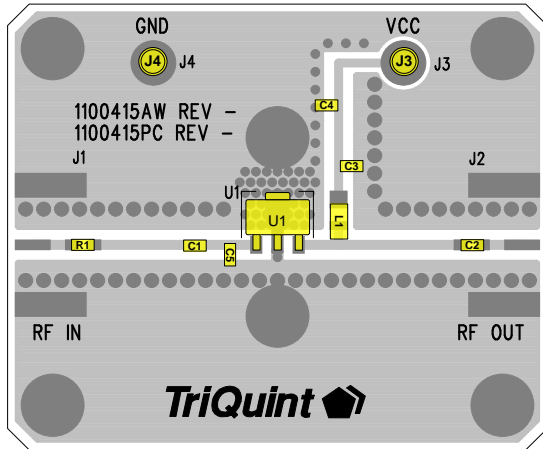 GND
VCC
J4
J4
J3
J3
C4
1100415AW REV -
1100415PC REV -
J1
C3
J2
U1
U1
L1
R1
C1
C5
C2
RF IN
RF OUT
TriQuint